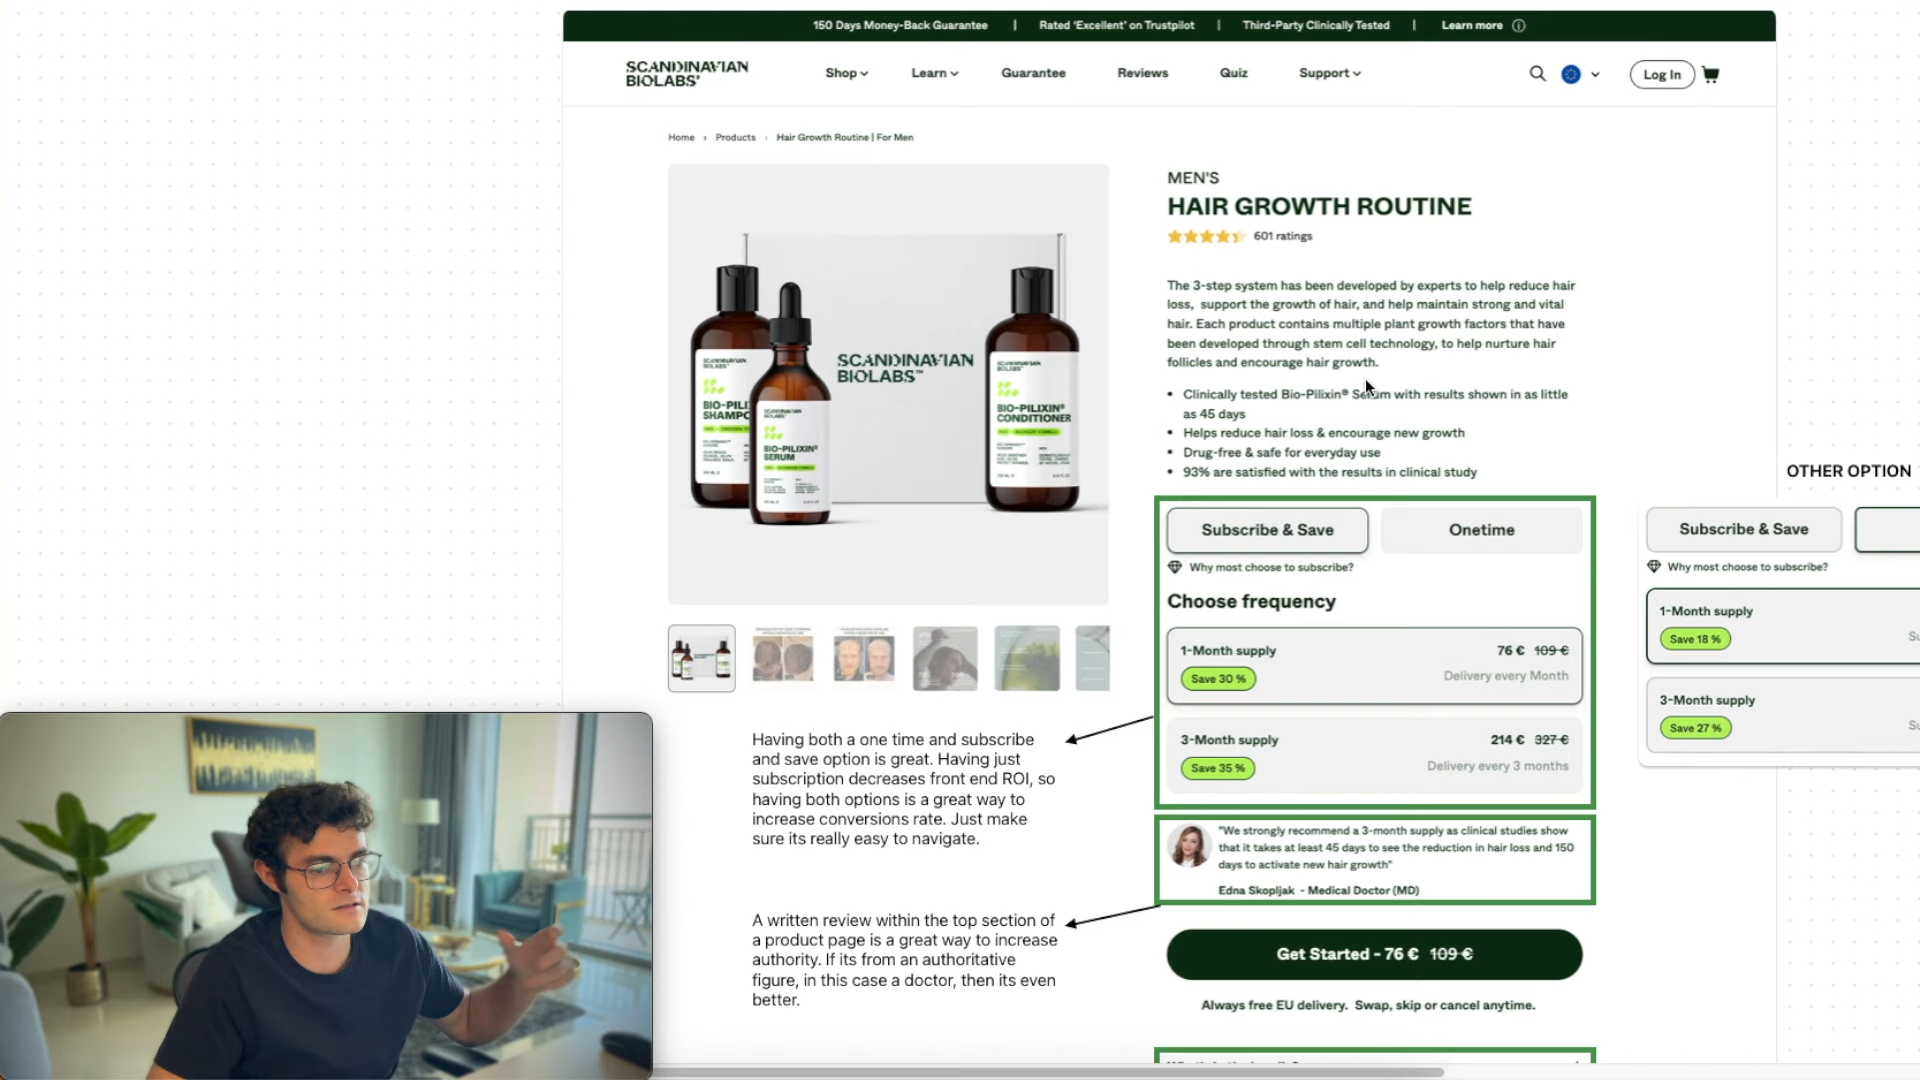 150 Days Money-Back Guarantee | Rated 'Excellent' on Trustpilot | Third-Party Clinically Tested | Learn more
SCANDINAVIAN
BIOLABS
Shop Learn Guarantee Reviews Quiz Support Log In
Home › Products › Hair Growth Routine | For Men
SCANDINAVIAN
BIOLABS™
BIO-PILIXIN®
SERUM
BIO-PILIXIN®
CONDITIONER
MEN'S
HAIR GROWTH ROUTINE
601 ratings
The 3-step system has been developed by experts to help reduce hair
loss, support the growth of hair, and help maintain strong and vital
hair. Each product contains multiple plant growth factors that have
been developed through stem cell technology, to help nurture hair
follicles and encourage hair growth.
• Clinically tested Bio-Pilixin® Serum with results shown in as little
as 45 days
• Helps reduce hair loss & encourage new growth
• Drug-free & safe for everyday use
• 93% are satisfied with the results in clinical study
Subscribe & Save Onetime
Why most choose to subscribe?
Choose frequency
1-Month supply 76 € 109 €
Save 30 % Delivery every Month
3-Month supply 214 € 327 €
Save 35 % Delivery every 3 months
"We strongly recommend a 3-month supply as clinical studies show
that it takes at least 45 days to see the reduction in hair loss and 150
days to activate new hair growth"
Edna Skopljak - Medical Doctor (MD)
Get Started - 76 € 109 €
Always free EU delivery. Swap, skip or cancel anytime.
Having both a one time and subscribe
and save option is great. Having just
subscription decreases front end ROI, so
having both options is a great way to
increase conversions rate. Just make
sure its really easy to navigate.
A written review within the top section of
a product page is a great way to increase
authority. If its from an authoritative
figure, in this case a doctor, then its even
better.
OTHER OPTION
Subscribe & Save
Why most choose to subscribe?
1-Month supply
Save 18 %
3-Month supply
Save 27 %